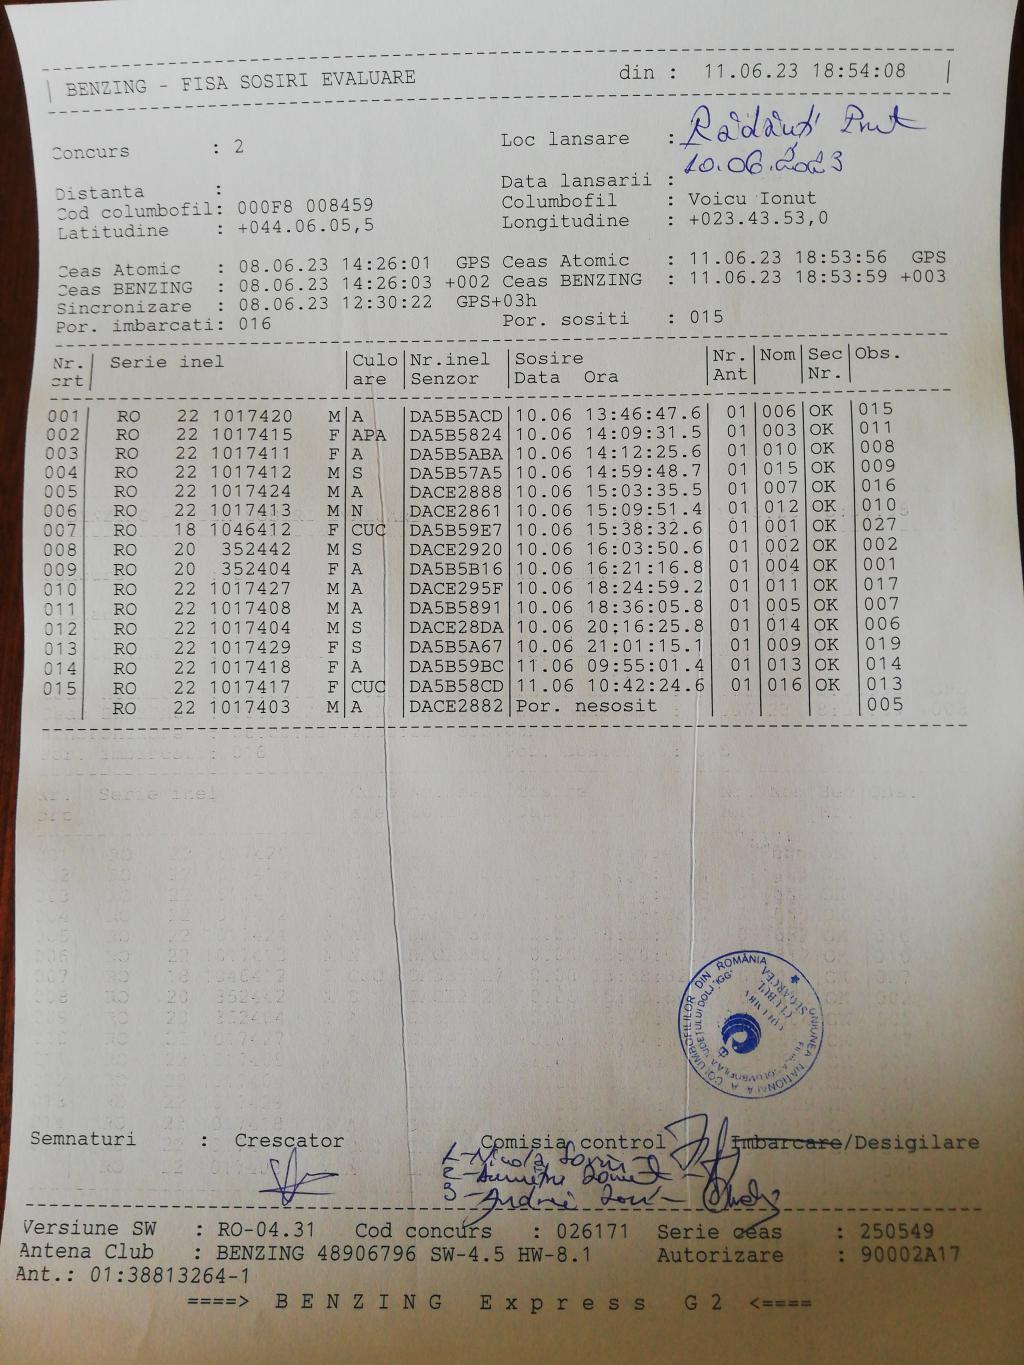 BENZING - FISA SOSIRI EVALUARE din : 11.06.23 18:54:08
Concurs : 2 Loc lansare : Rădăuți Prut
Distanta : Data lansarii : 10.06.2023
Cod columbofil: 000F8 008459 Columbofil : Voicu Ionut
Latitudine : +044.06.05,5 Longitudine : +023.43.53,0
Ceas Atomic : 08.06.23 14:26:01 GPS Ceas Atomic : 11.06.23 18:53:56 GPS
Ceas BENZING : 08.06.23 14:26:03 +002 Ceas BENZING : 11.06.23 18:53:59 +003
Sincronizare : 08.06.23 12:30:22 GPS+03h
Por. imbarcati: 016 Por. sositi : 015
Nr. Serie inel Culo Nr.inel Sosire Nr. Nom Sec Obs.
crt are Senzor Data Ora Ant Nr.
001 RO 22 1017420 M A DA5B5ACD 10.06 13:46:47.6 01 006 OK 015
002 RO 22 1017415 F APA DA5B5824 10.06 14:09:31.5 01 003 OK 011
003 RO 22 1017411 F A DA5B5ABA 10.06 14:12:25.6 01 010 OK 008
004 RO 22 1017412 M S DA5B57A5 10.06 14:59:48.7 01 015 OK 009
005 RO 22 1017424 M A DACE2888 10.06 15:03:35.5 01 007 OK 016
006 RO 22 1017413 M N DACE2861 10.06 15:09:51.4 01 012 OK 010
007 RO 18 1046412 F CUC DA5B59E7 10.06 15:38:32.6 01 001 OK 027
008 RO 20 352442 M S DACE2920 10.06 16:03:50.6 01 002 OK 002
009 RO 20 352404 F A DA5B5B16 10.06 16:21:16.8 01 004 OK 001
010 RO 22 1017427 M A DACE295F 10.06 18:24:59.2 01 011 OK 017
011 RO 22 1017408 M A DA5B5891 10.06 18:36:05.8 01 005 OK 007
012 RO 22 1017404 M S DACE28DA 10.06 20:16:25.8 01 014 OK 006
013 RO 22 1017429 F S DA5B5A67 10.06 21:01:15.1 01 009 OK 019
014 RO 22 1017418 F A DA5B59BC 11.06 09:55:01.4 01 013 OK 014
015 RO 22 1017417 F CUC DA5B58CD 11.06 10:42:24.6 01 016 OK 013
RO 22 1017403 M A DACE2882 Por. nesosit 005
UNIUNEA NATIONALA A COLUMBOFILILOR DIN ROMÂNIA
CLUBUL
SEGARCEA
Semnaturi : Crescator Comisia control Imbarcare/Desigilare
1-
2-
3-
Versiune SW : RO-04.31 Cod concurs : 026171 Serie ceas : 250549
Antena Club : BENZING 48906796 SW-4.5 HW-8.1 Autorizare : 90002A17
Ant.: 01:38813264-1
====> B E N Z I N G E x p r e s s G 2 <====